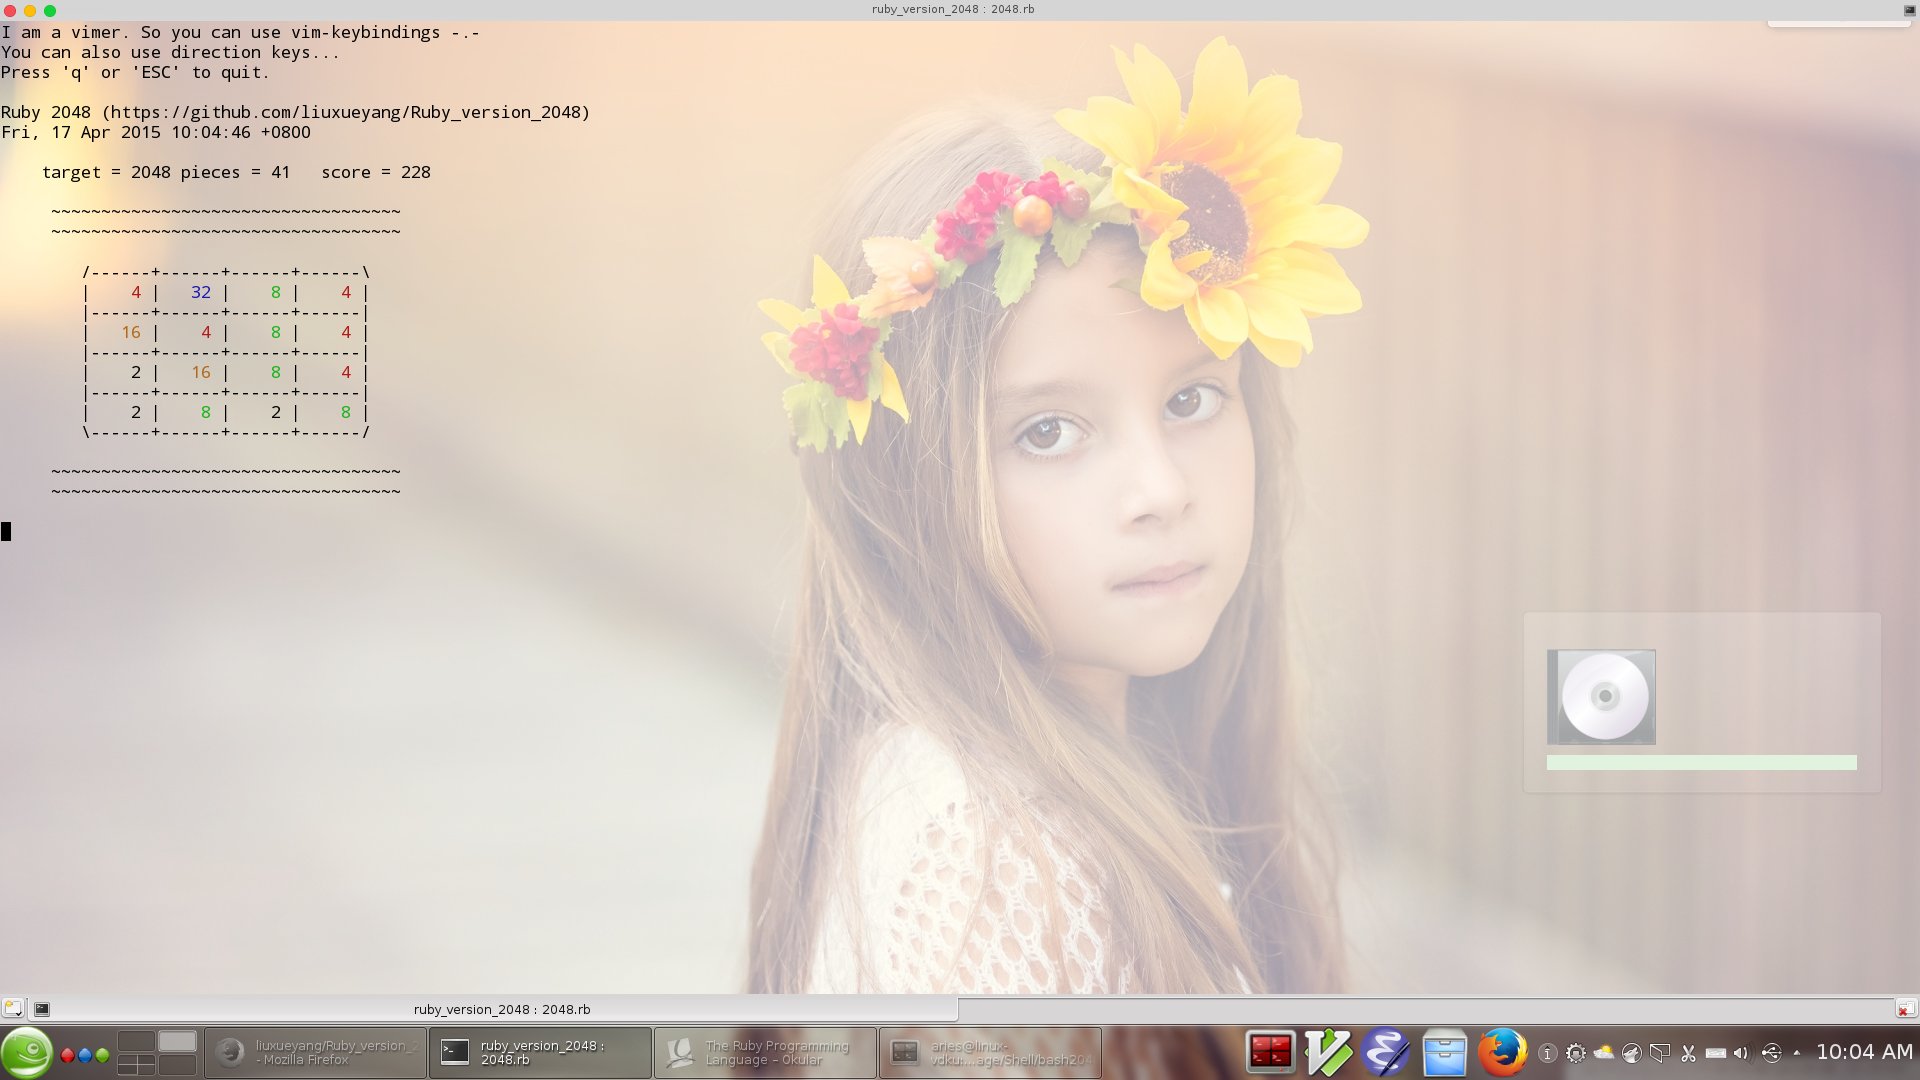 ruby_version_2048 : 2048.rb
I am a vimer. So you can use vim-keybindings -.-
You can also use direction keys...
Press 'q' or 'ESC' to quit.
Ruby 2048 (https://github.com/liuxueyang/Ruby_version_2048)
Fri, 17 Apr 2015 10:04:46 +0800
target = 2048 pieces = 41 score = 228
~~~~~~~~~~~~~~~~~~~~~~~~~~~~~~~~~~~
~~~~~~~~~~~~~~~~~~~~~~~~~~~~~~~~~~~
/------+------+------+------\
| 4 | 32 | 8 | 4 |
|------+------+------+------|
| 16 | 4 | 8 | 4 |
|------+------+------+------|
| 2 | 16 | 8 | 4 |
|------+------+------+------|
| 2 | 8 | 2 | 8 |
\------+------+------+------/
~~~~~~~~~~~~~~~~~~~~~~~~~~~~~~~~~~~
~~~~~~~~~~~~~~~~~~~~~~~~~~~~~~~~~~~
ruby_version_2048 : 2048.rb
liuxueyang/Ruby_version_2
- Mozilla Firefox
ruby_version_2048 :
2048.rb
The Ruby Programming
Language – Okular
aries@linux-
vdku:...age/Shell/bash204
10:04 AM